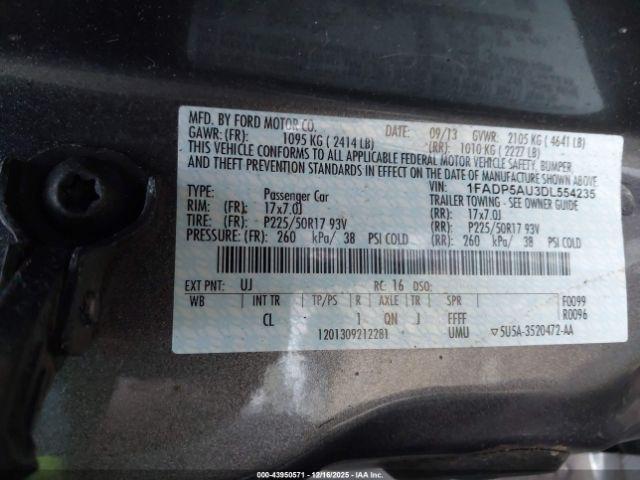 MFD. BY FORD MOTOR CO.
DATE: 09/13 GVWR: 2105 KG ( 4641 LB)
GAWR: (FR): 1095 KG ( 2414 LB) (RR): 1010 KG ( 2227 LB)
THIS VEHICLE CONFORMS TO ALL APPLICABLE FEDERAL MOTOR VEHICLE SAFETY, BUMPER
AND THEFT PREVENTION STANDARDS IN EFFECT ON THE DATE OF MANUFACTURE SHOWN ABOVE.
VIN: 1FADP5AU3DL554235
TYPE: Passenger Car TRAILER TOWING - SEE OWNER GUIDE
RIM: (FR): 17x7.0J (RR): 17x7.0J
TIRE: (FR): P225/50R17 93V (RR): P225/50R17 93V
PRESSURE: (FR): 260 kPa/ 38 PSI COLD (RR): 260 kPa/ 38 PSI COLD
EXT PNT: UJ RC: 16 DSO:
WB INT TR TP/PS R AXLE TR SPR F0099
CL 1 QN J FFFF R0096
1201309212281 UMU ▽5U5A-3520472-AA
000-43950571 | 12/16/2025 - IAA Inc.